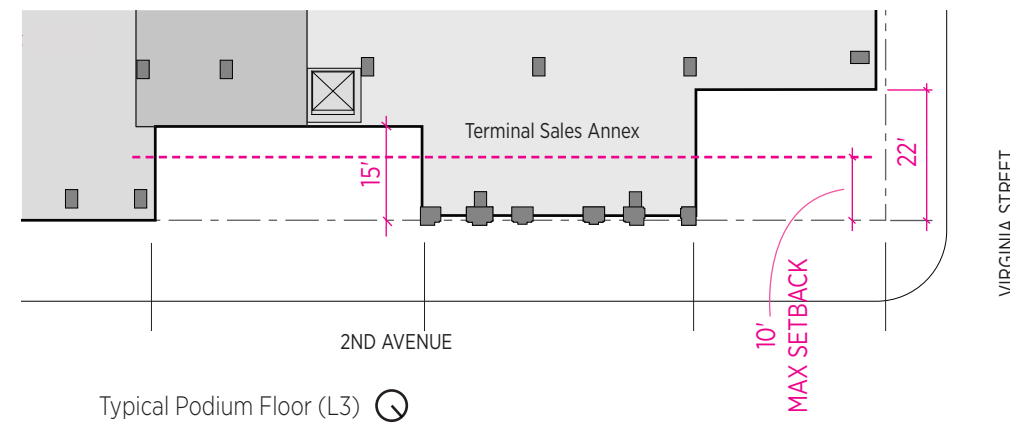 Terminal Sales Annex
15'
22'
VIRGINIA STREET
10'
MAX SETBACK
2ND AVENUE
Typical Podium Floor (L3)